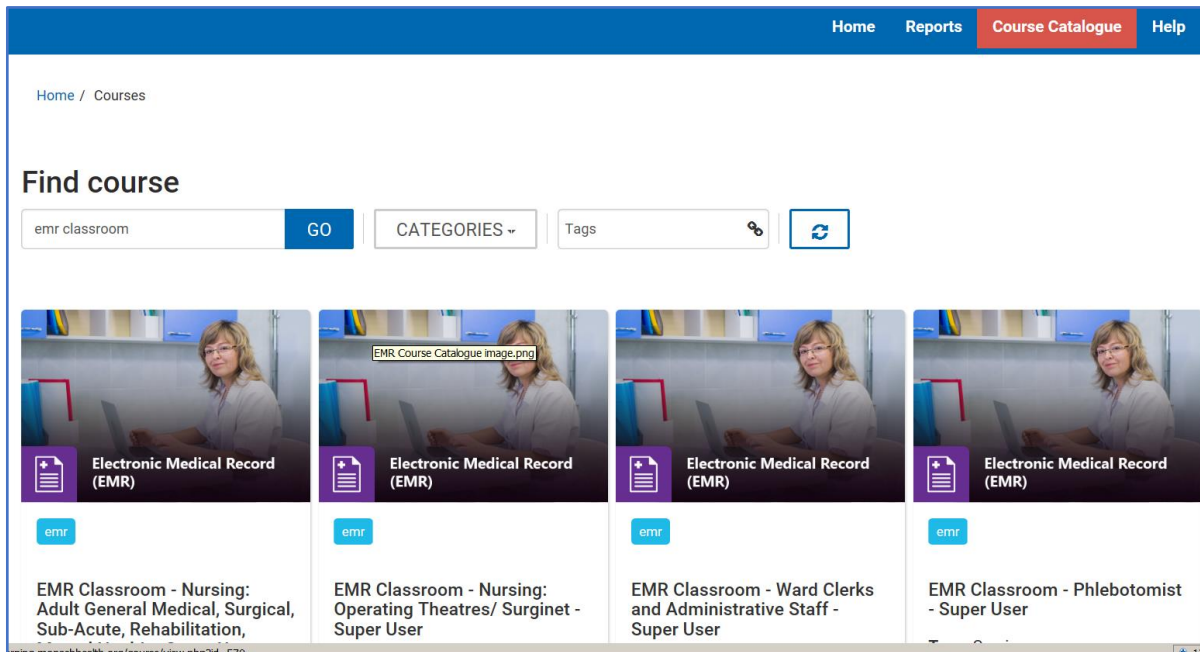 Home Reports Course Catalogue Help
Home / Courses
Find course
emr classroom GO CATEGORIES Tags
EMR Course Catalogue image.png
Electronic Medical Record
(EMR)
Electronic Medical Record
(EMR)
Electronic Medical Record
(EMR)
Electronic Medical Record
(EMR)
emr
emr
emr
emr
EMR Classroom - Nursing:
Adult General Medical, Surgical,
Sub-Acute, Rehabilitation,
EMR Classroom - Nursing:
Operating Theatres/ Surginet -
Super User
EMR Classroom - Ward Clerks
and Administrative Staff -
Super User
EMR Classroom - Phlebotomist
- Super User